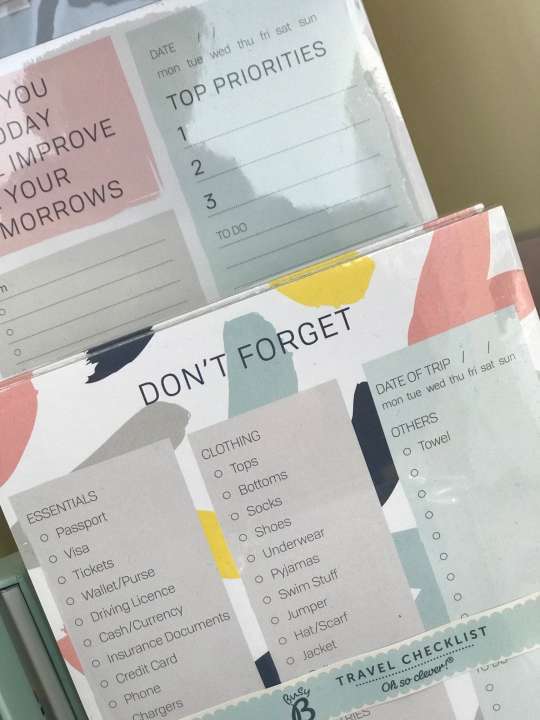 YOU
TODAY
IMPROVE
YOUR
MORROWS
DATE / /
mon tue wed thu fri sat sun
TOP PRIORITIES
1
2
3
TO DO
DON'T FORGET
ESSENTIALS
Passport
Visa
Tickets
Wallet/Purse
Driving Licence
Cash/Currency
Insurance Documents
Credit Card
Phone
Chargers
CLOTHING
Tops
Bottoms
Socks
Shoes
Underwear
Pyjamas
Swim Stuff
Jumper
Hat/Scarf
Jacket
DATE OF TRIP / /
mon tue wed thu fri sat sun
OTHERS
Towel
busy
B
TRAVEL CHECKLIST
Oh so clever!®
TO DO